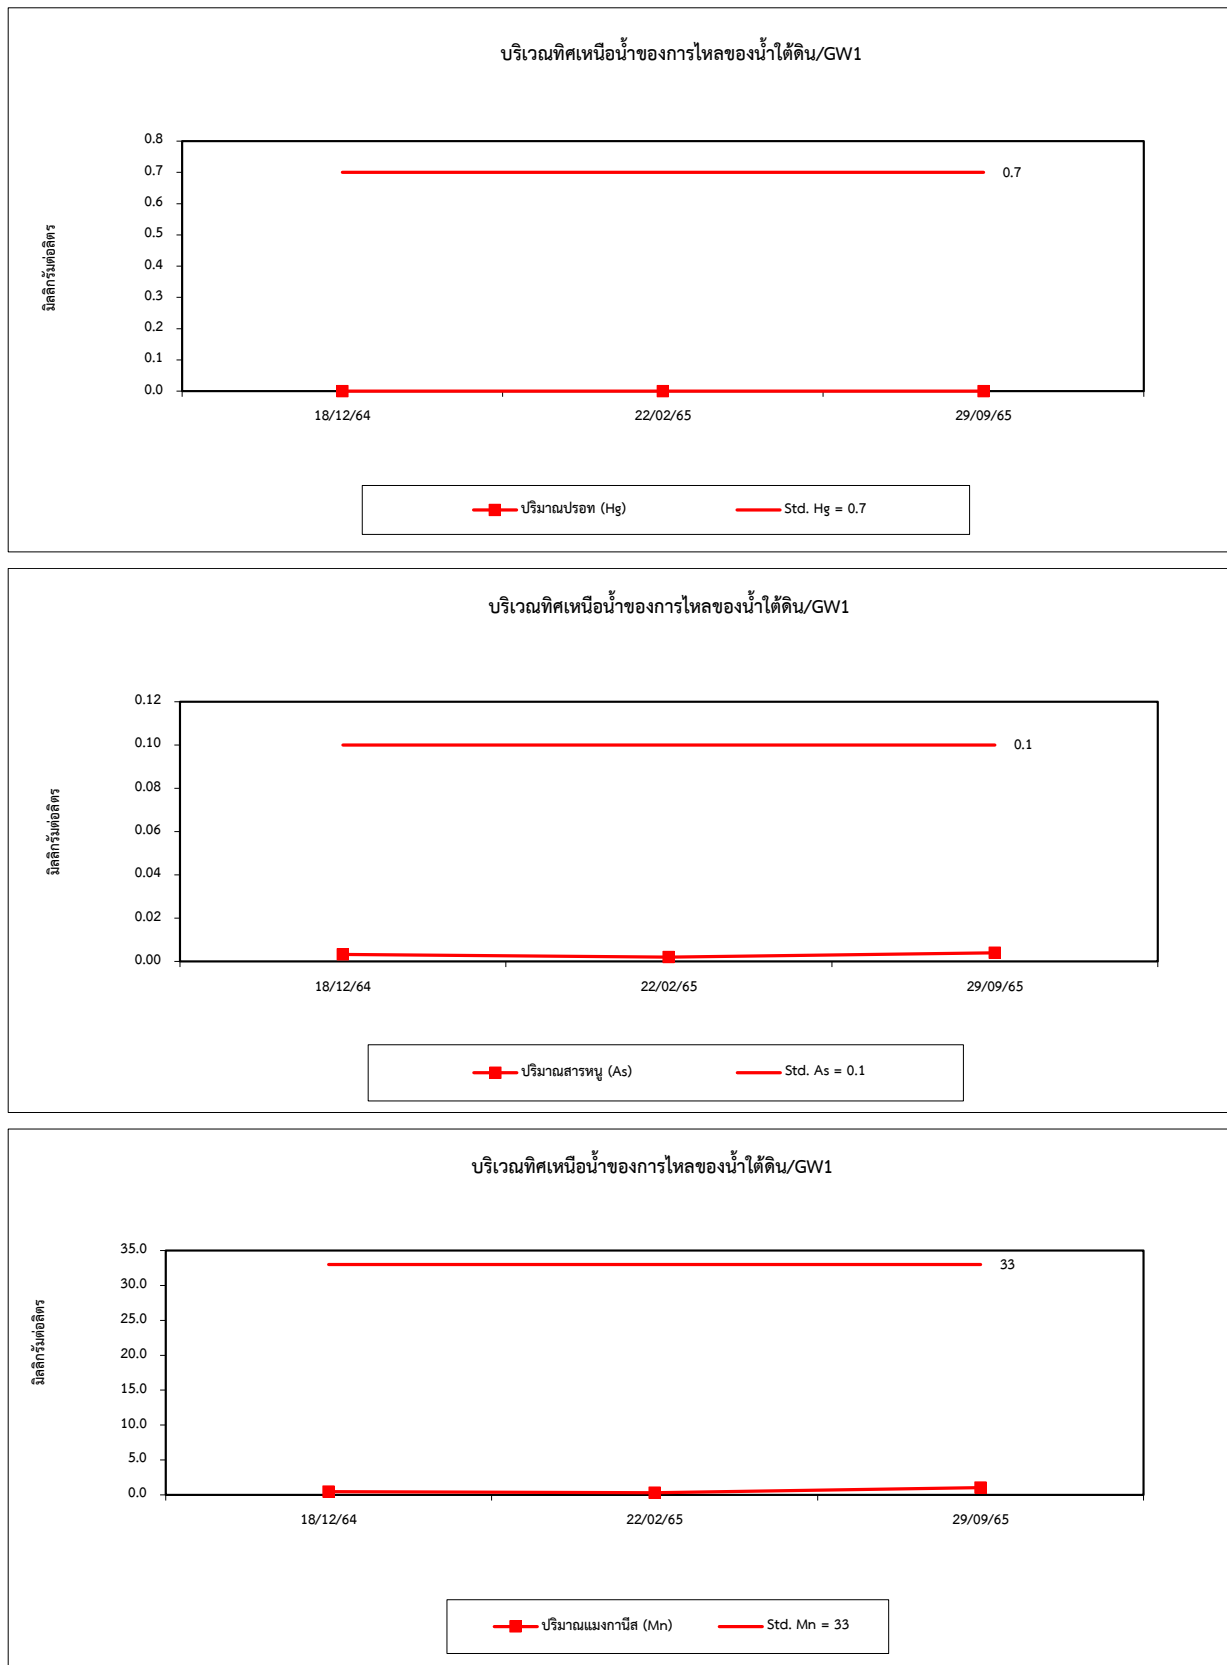 บริเวณทิศเหนือน้ำของการไหลของน้ำใต้ดิน/GW1
มิลลิกรัมต่อลิตร
0.8
0.7
0.6
0.5
0.4
0.3
0.2
0.1
0.0
0.7
18/12/64 22/02/65 29/09/65
ปริมาณปรอท (Hg) Std. Hg = 0.7
บริเวณทิศเหนือน้ำของการไหลของน้ำใต้ดิน/GW1
มิลลิกรัมต่อลิตร
0.12
0.10
0.08
0.06
0.04
0.02
0.00
0.1
18/12/64 22/02/65 29/09/65
ปริมาณสารหนู (As) Std. As = 0.1
บริเวณทิศเหนือน้ำของการไหลของน้ำใต้ดิน/GW1
มิลลิกรัมต่อลิตร
35.0
30.0
25.0
20.0
15.0
10.0
5.0
0.0
33
18/12/64 22/02/65 29/09/65
ปริมาณแมงกานีส (Mn) Std. Mn = 33